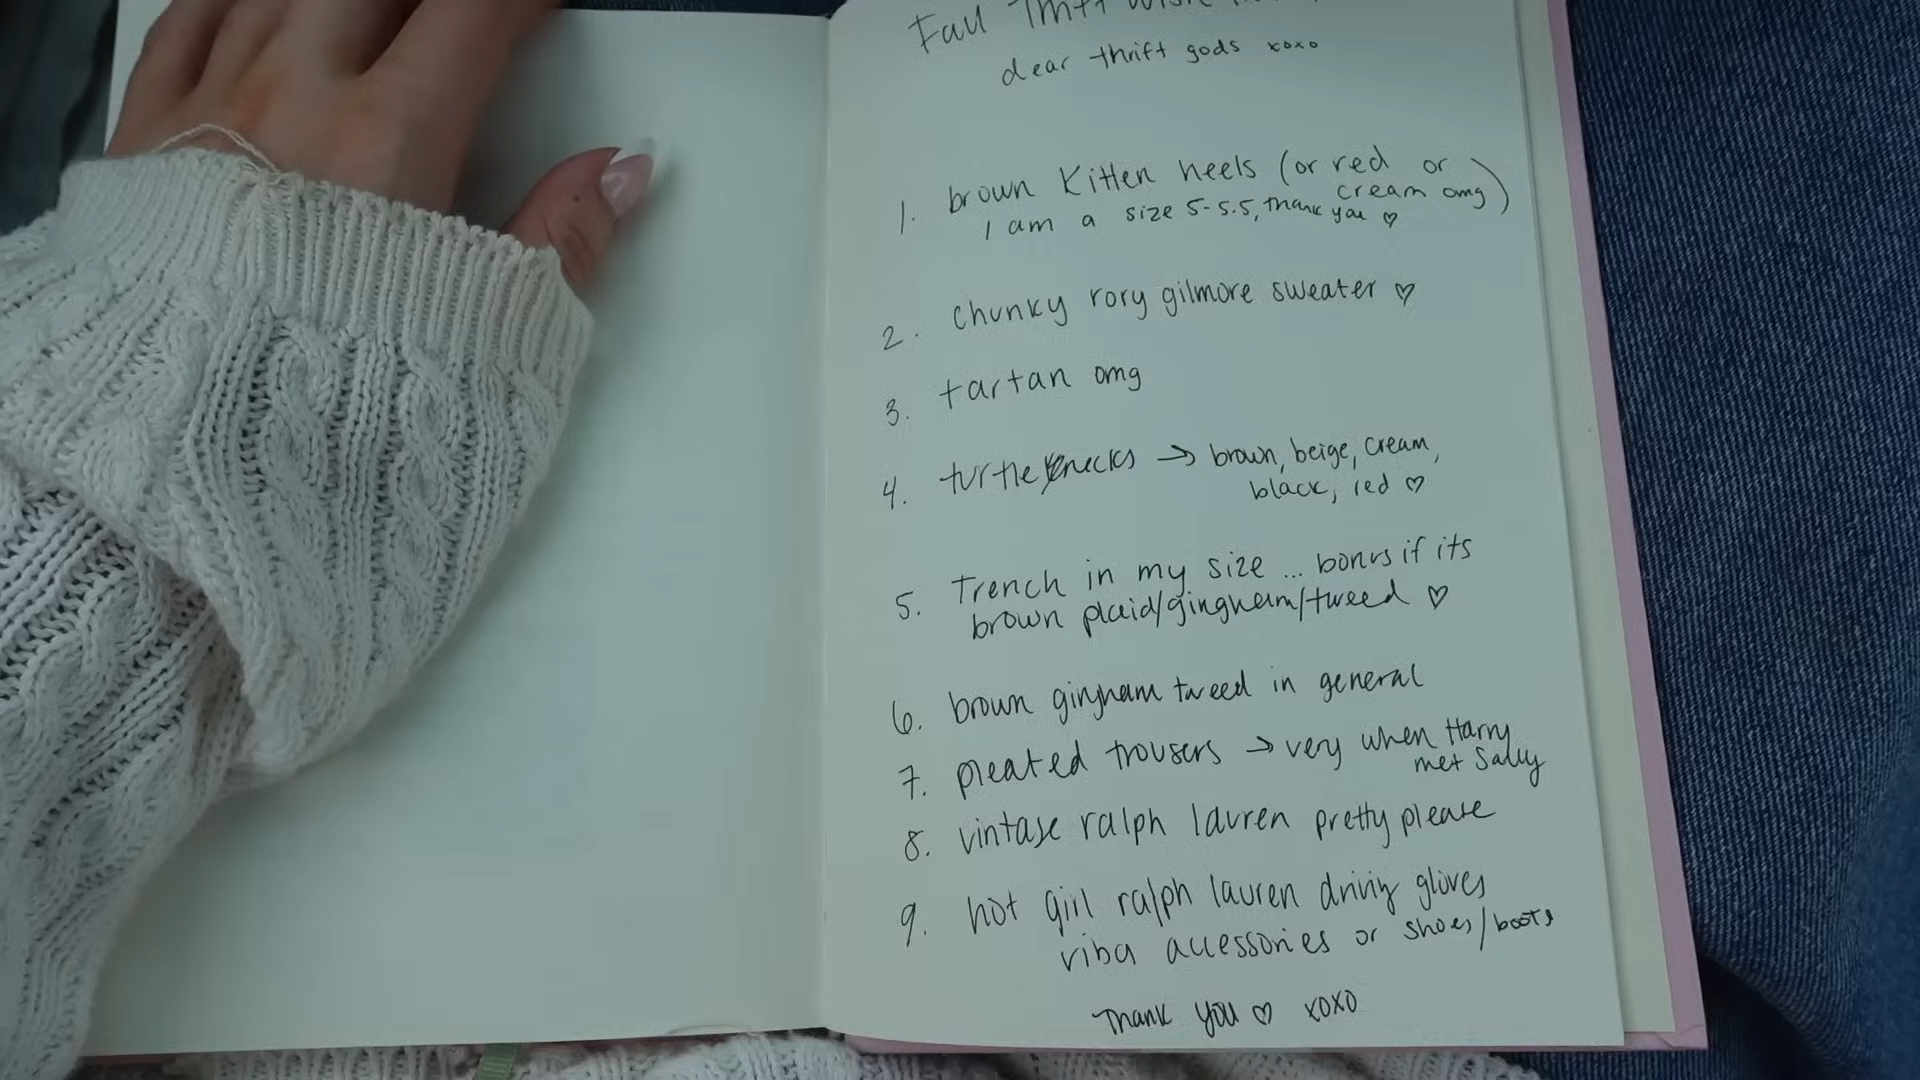 Fall Thrift Wish
dear thrift gods xoxo
1. brown Kitten heels (or red or
cream omg)
I am a size 5-5.5, thank you ♡
2. chunky rory gilmore sweater ♡
3. tartan omg
4. turtlenecks → brown, beige, cream,
black, red ♡
5. Trench in my size ... bonus if its
brown plaid/gingham/tweed ♡
6. brown gingham tweed in general
7. pleated trousers → very when Harry
met Sally
8. vintage ralph lauren pretty please
9. hot girl ralph lauren driving gloves
accessories or shoes/boots
Thank you ♡ xoxo